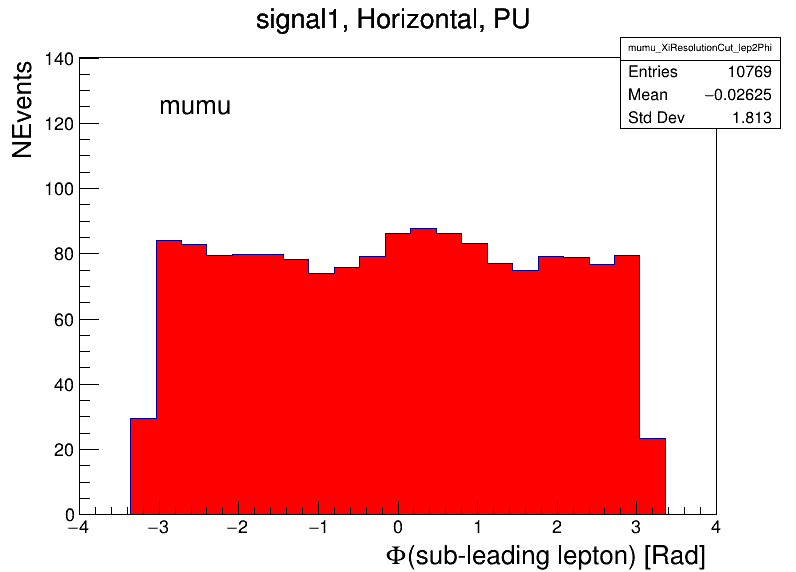 signal1, Horizontal, PU
mumu_XiResolutionCut_lep2Phi
Entries 10769
Mean −0.02625
Std Dev 1.813
mumu
NEvents
140
120
100
80
60
40
20
0
−4 −3 −2 −1 0 1 2 3 4
Φ(sub-leading lepton) [Rad]